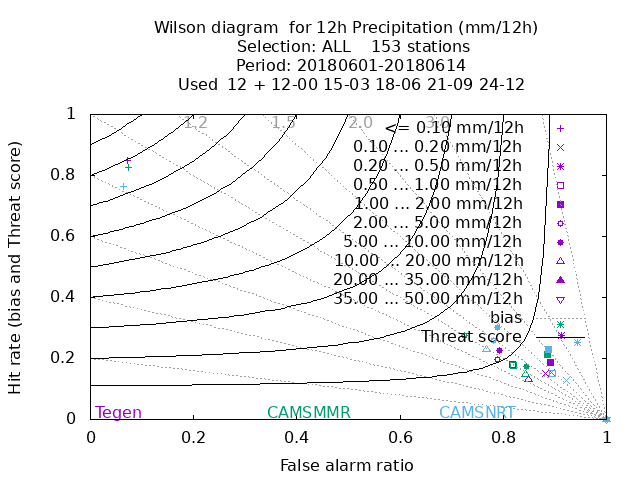 Wilson diagram  for 12h Precipitation (mm/12h)
Selection: ALL    153 stations
Period: 20180601-20180614
Used  12 + 12-00 15-03 18-06 21-09 24-12
Hit rate (bias and Threat score)
1
0.8
0.6
0.4
0.2
0
1.2
1.5
2.0
3.0
<= 0.10 mm/12h
0.10 ... 0.20 mm/12h
0.20 ... 0.50 mm/12h
0.50 ... 1.00 mm/12h
1.00 ... 2.00 mm/12h
2.00 ... 5.00 mm/12h
5.00 ... 10.00 mm/12h
10.00 ... 20.00 mm/12h
20.00 ... 35.00 mm/12h
35.00 ... 50.00 mm/12h
bias
Threat score
Tegen
CAMSMMR
CAMSNRT
0
0.2
0.4
0.6
0.8
1
False alarm ratio